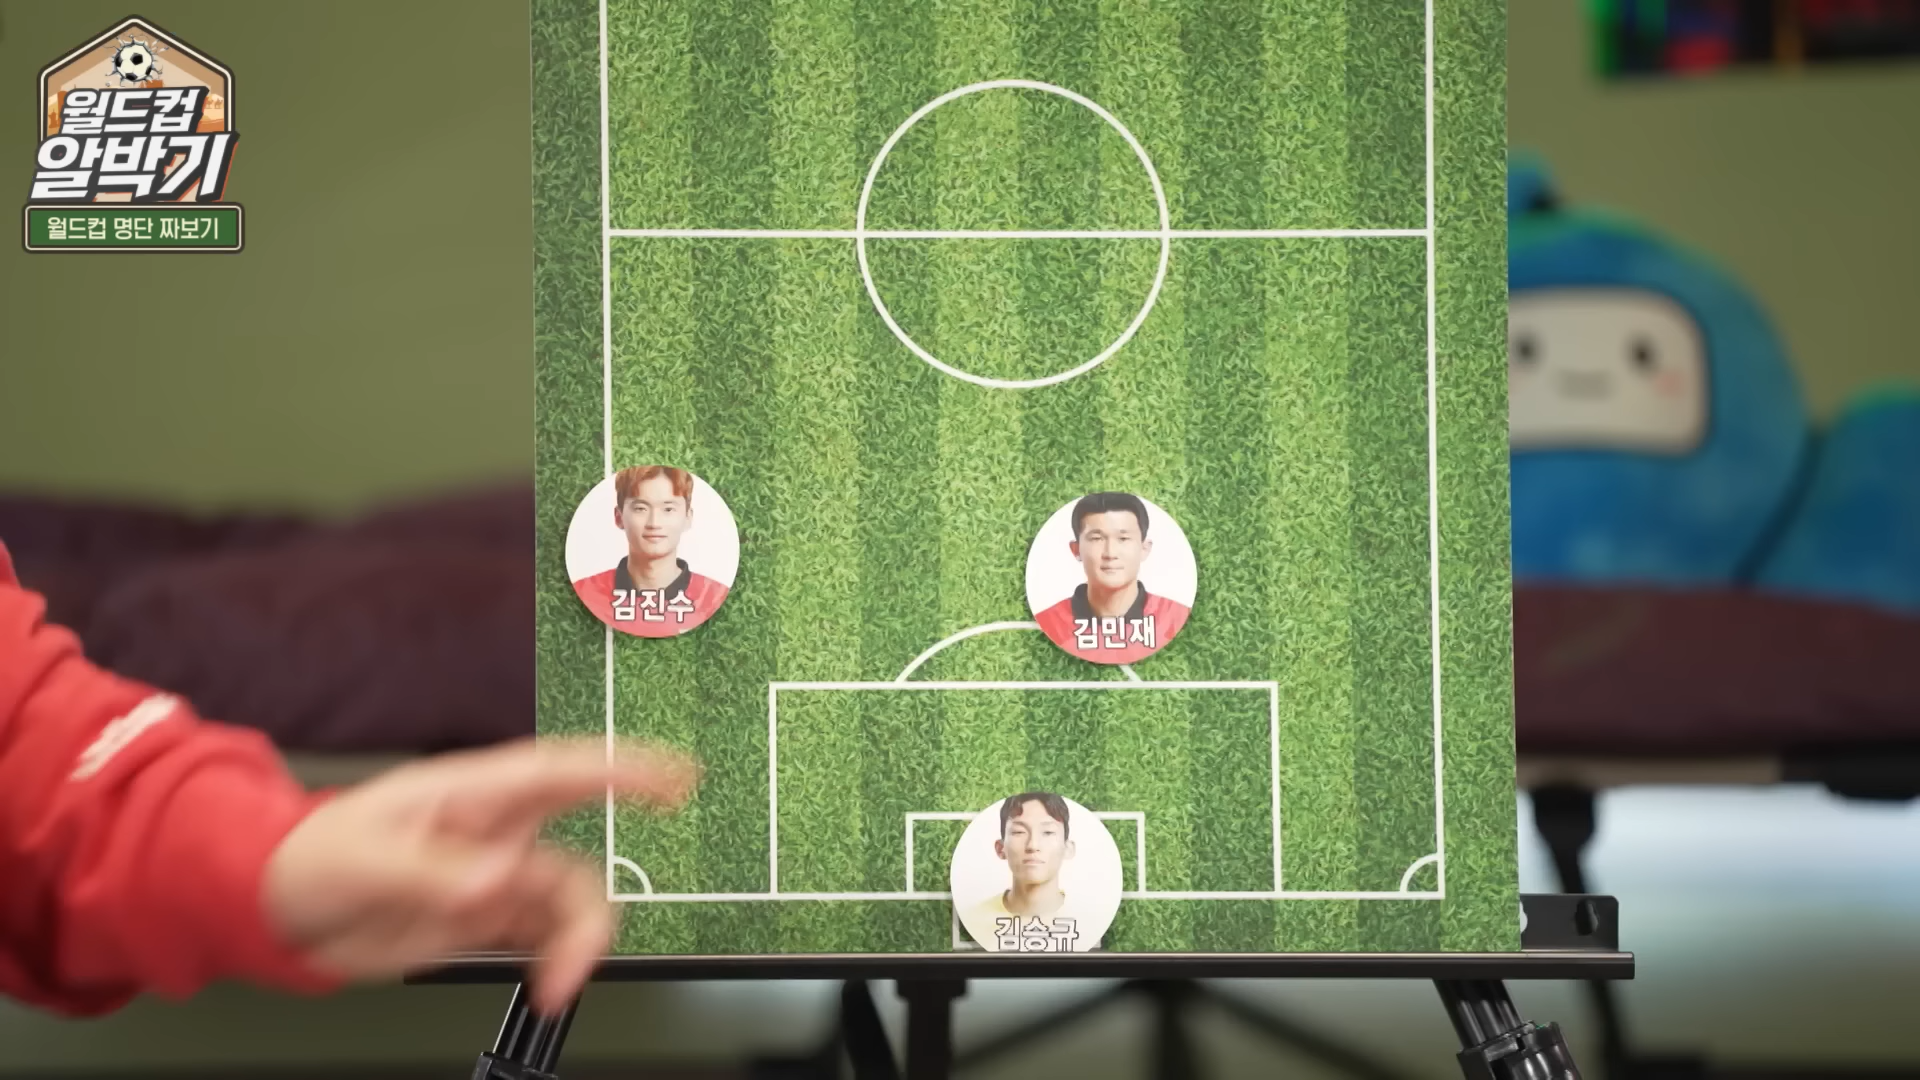 월드컵
알박기
월드컵 명단 짜보기
김진수
김민재
김승규